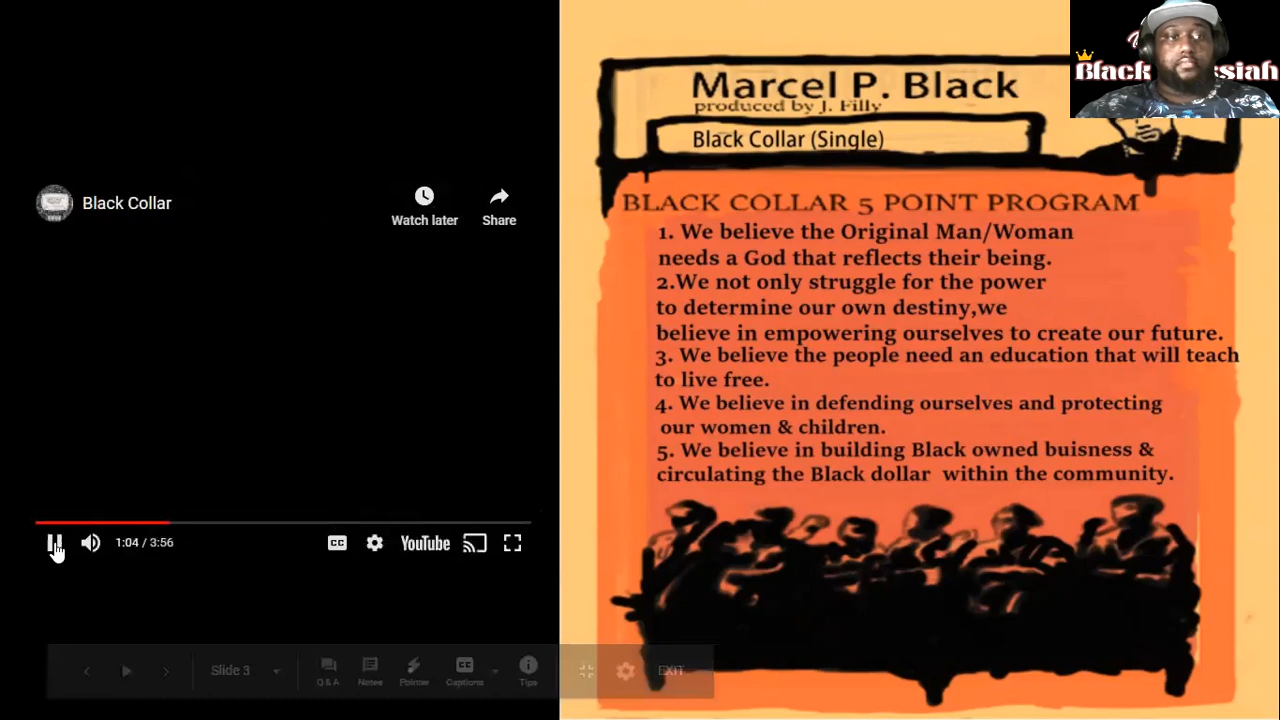 Black
ssiah
Marcel P. Black
produced by J. Filly
Black Collar (Single)
Black Collar
Watch later
Share
BLACK COLLAR 5 POINT PROGRAM
1. We believe the Original Man/Woman
needs a God that reflects their being.
2.We not only struggle for the power
to determine our own destiny,we
believe in empowering ourselves to create our future.
3. We believe the people need an education that will teach
to live free.
4. We believe in defending ourselves and protecting
our women & children.
5. We believe in building Black owned buisness &
circulating the Black dollar within the community.
1:04 / 3:56
CC
YouTube
Slide 3
Q & A
Notes
Pointer
Captions
Tips
EXIT